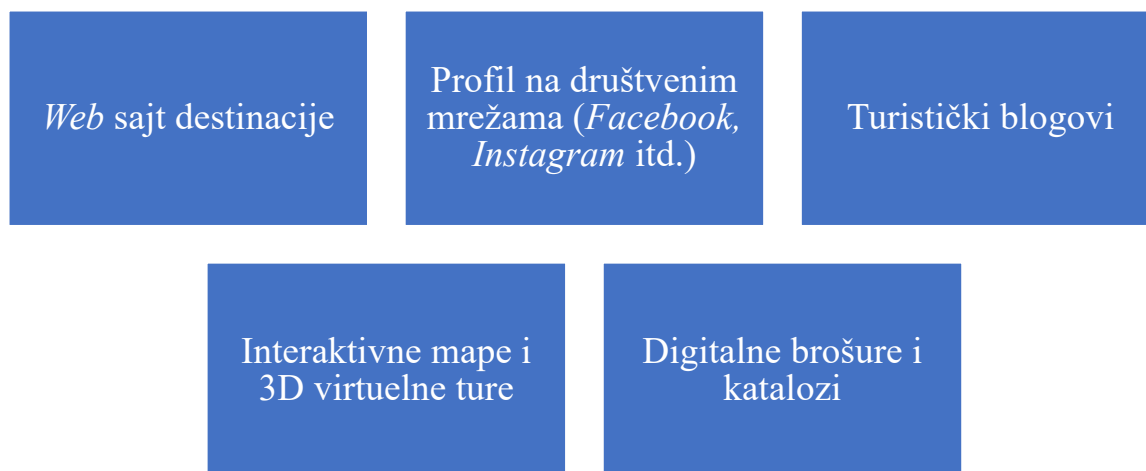 Web sajt destinacije
Profil na društvenim
mrežama (Facebook,
Instagram itd.)
Turistički blogovi
Interaktivne mape i
3D virtuelne ture
Digitalne brošure i
katalozi